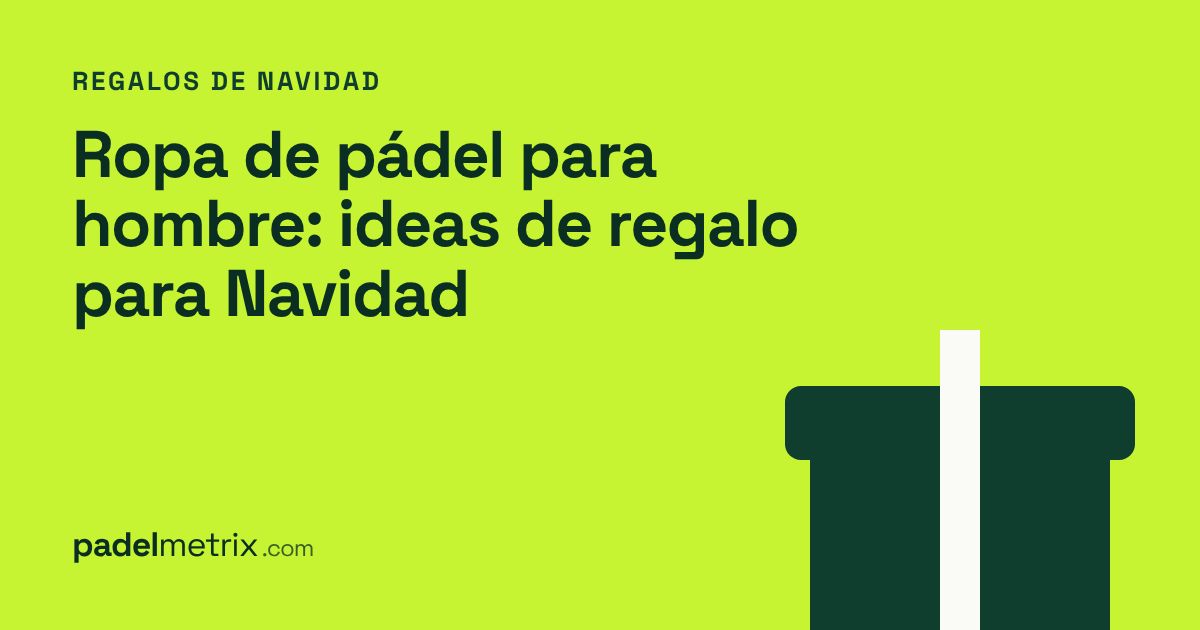 REGALOS DE NAVIDAD
Ropa de pádel para
hombre: ideas de regalo
para Navidad
padelmetrix.com